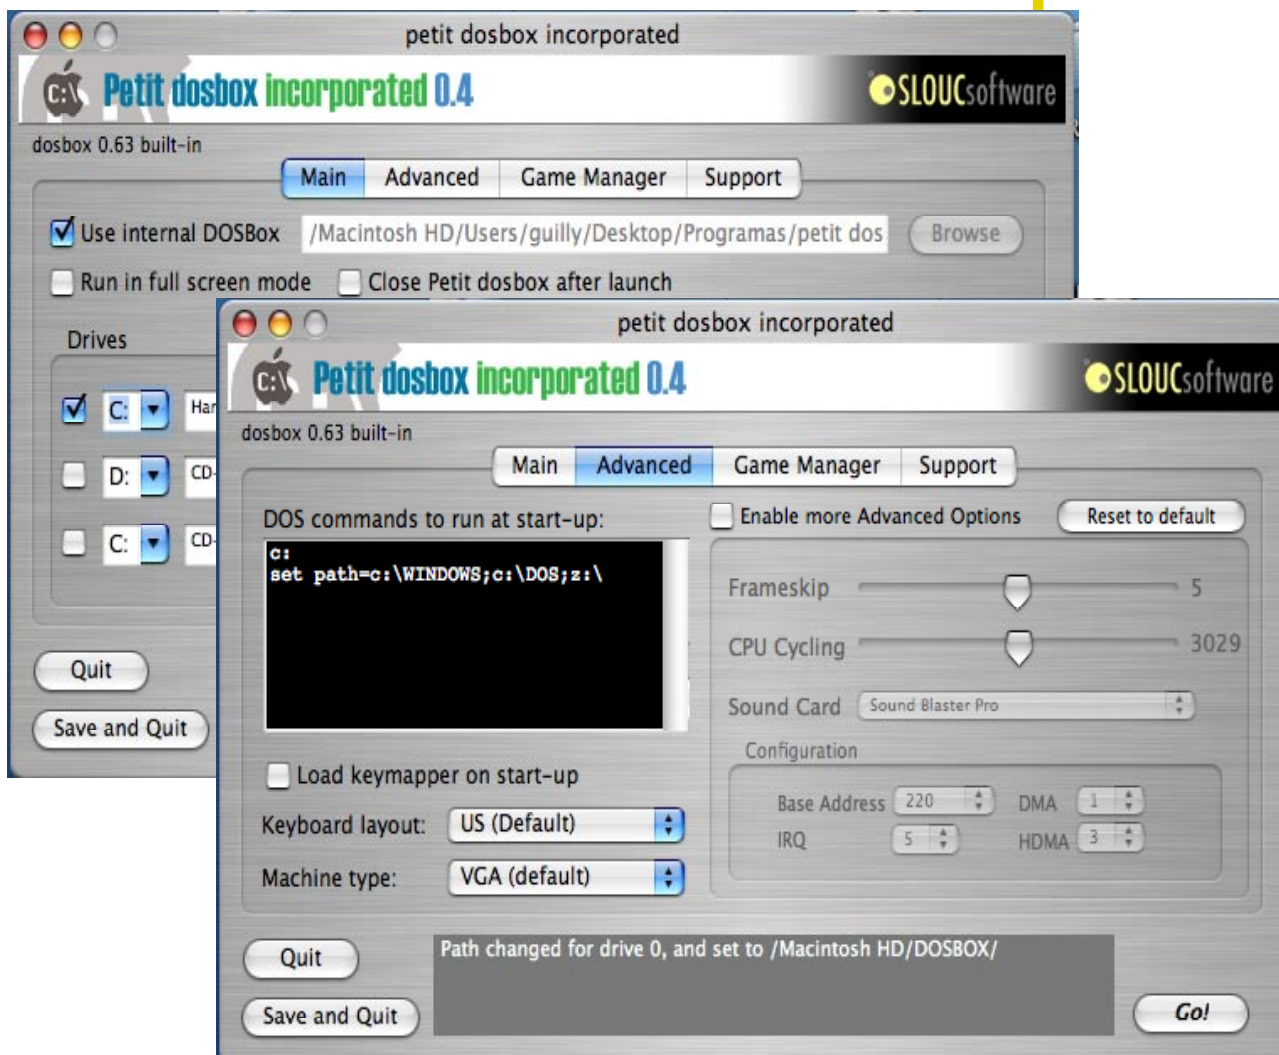 petit dosbox incorporated
C:\ Petit dosbox incorporated 0.4 SLOUCsoftware
dosbox 0.63 built-in
Main Advanced Game Manager Support
Use internal DOSBox /Macintosh HD/Users/guilly/Desktop/Programas/petit dos Browse
Run in full screen mode Close Petit dosbox after launch
Drives
C: Har
D: CD-
C: CD-
Quit
Save and Quit
petit dosbox incorporated
C:\ Petit dosbox incorporated 0.4 SLOUCsoftware
dosbox 0.63 built-in
Main Advanced Game Manager Support
DOS commands to run at start-up:
c:
set path=c:\WINDOWS;c:\DOS;z:\
Load keymapper on start-up
Keyboard layout: US (Default)
Machine type: VGA (default)
Enable more Advanced Options Reset to default
Frameskip 5
CPU Cycling 3029
Sound Card Sound Blaster Pro
Configuration
Base Address 220 DMA 1
IRQ 5 HDMA 3
Quit
Save and Quit
Path changed for drive 0, and set to /Macintosh HD/DOSBOX/
Go!